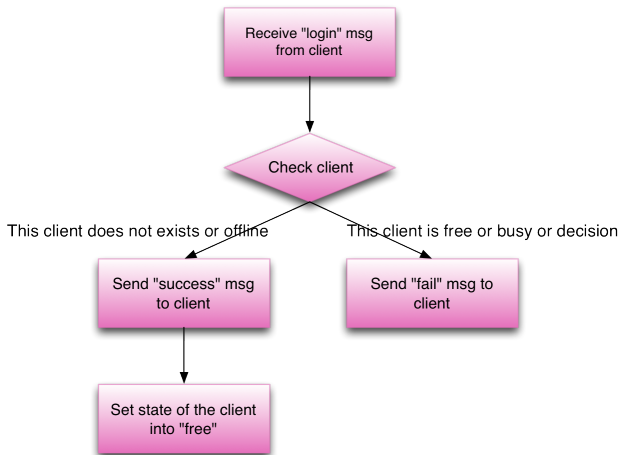 Receive "login" msg
from client
Check client
This client does not exists or offline
This client is free or busy or decision
Send "success" msg
to client
Send "fail" msg to
client
Set state of the client
into "free"